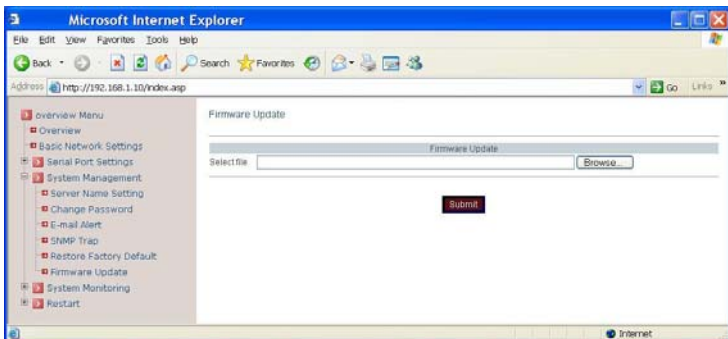 Microsoft Internet Explorer
File Edit View Favorites Tools Help
Back Search Favorites
Address http://192.168.1.10/index.asp Go Links »
overview Menu
Overview
Basic Network Settings
Serial Port Settings
System Management
Server Name Setting
Change Password
E-mail Alert
SNMP Trap
Restore Factory Default
Firmware Update
System Monitoring
Restart
Firmware Update
Firmware Update
Select file Browse...
Submit
Internet